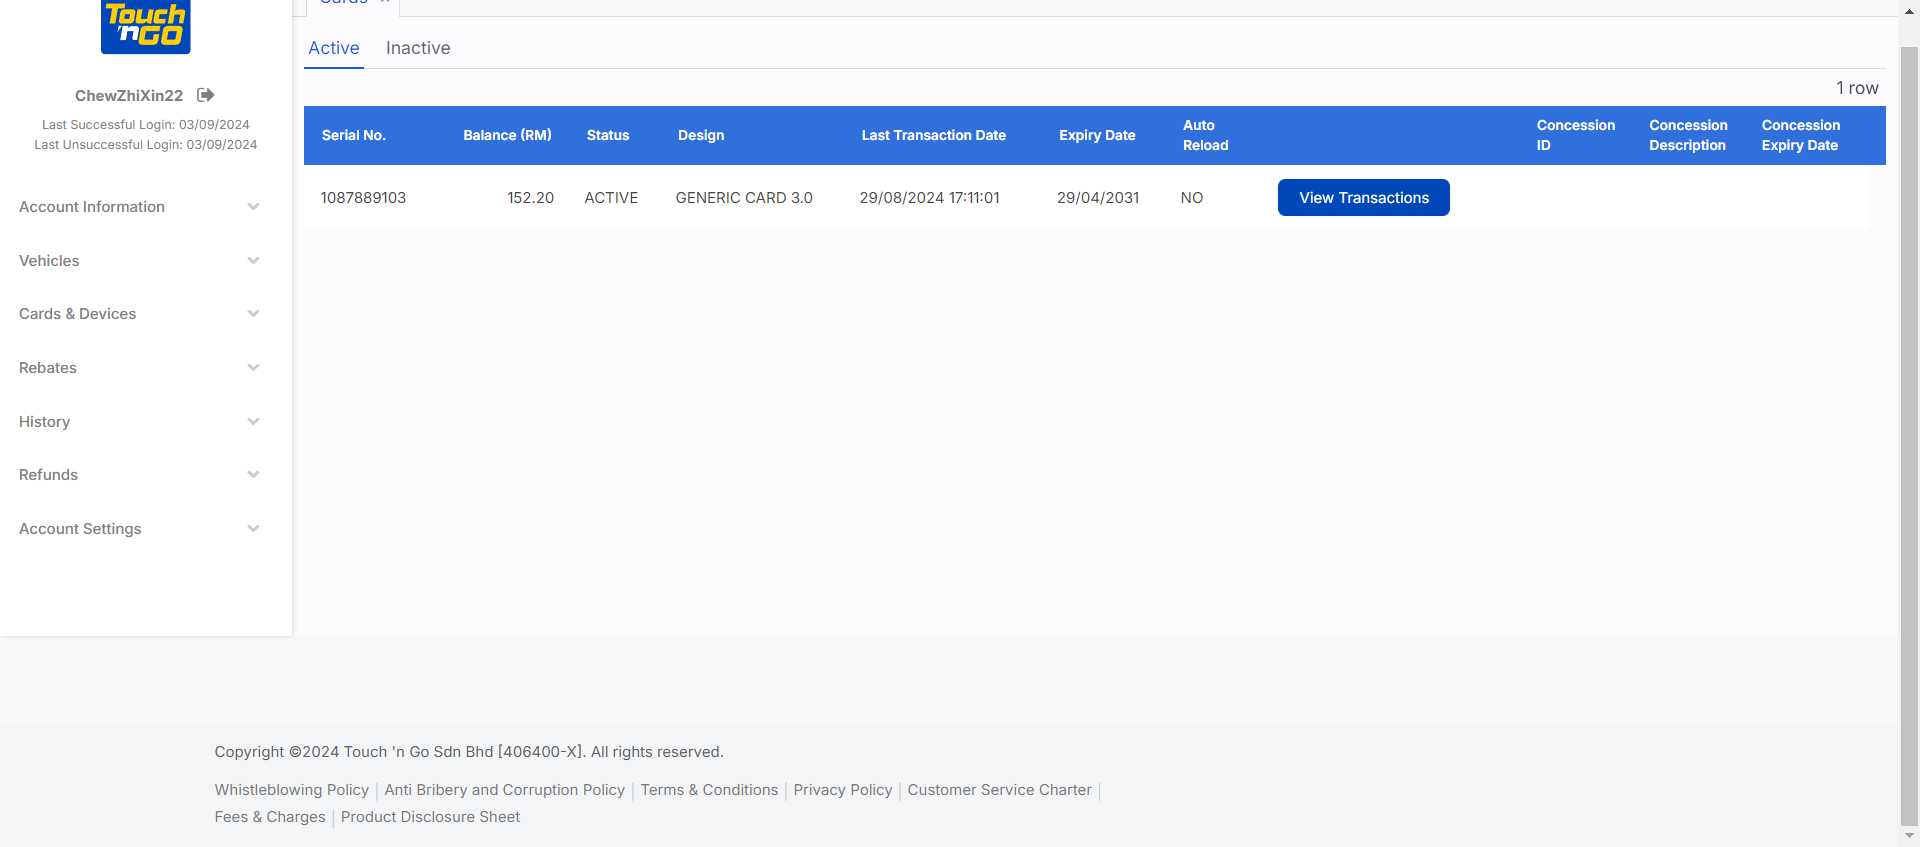 Touch
'nGO
Cards ×
Active Inactive
ChewZhiXin22
Last Successful Login: 03/09/2024
Last Unsuccessful Login: 03/09/2024
Account Information
Vehicles
Cards & Devices
Rebates
History
Refunds
Account Settings
1 row
Serial No. Balance (RM) Status Design Last Transaction Date Expiry Date Auto Reload Concession ID Concession Description Concession Expiry Date
1087889103 152.20 ACTIVE GENERIC CARD 3.0 29/08/2024 17:11:01 29/04/2031 NO View Transactions
Copyright ©2024 Touch 'n Go Sdn Bhd [406400-X]. All rights reserved.
Whistleblowing Policy | Anti Bribery and Corruption Policy | Terms & Conditions | Privacy Policy | Customer Service Charter |
Fees & Charges | Product Disclosure Sheet